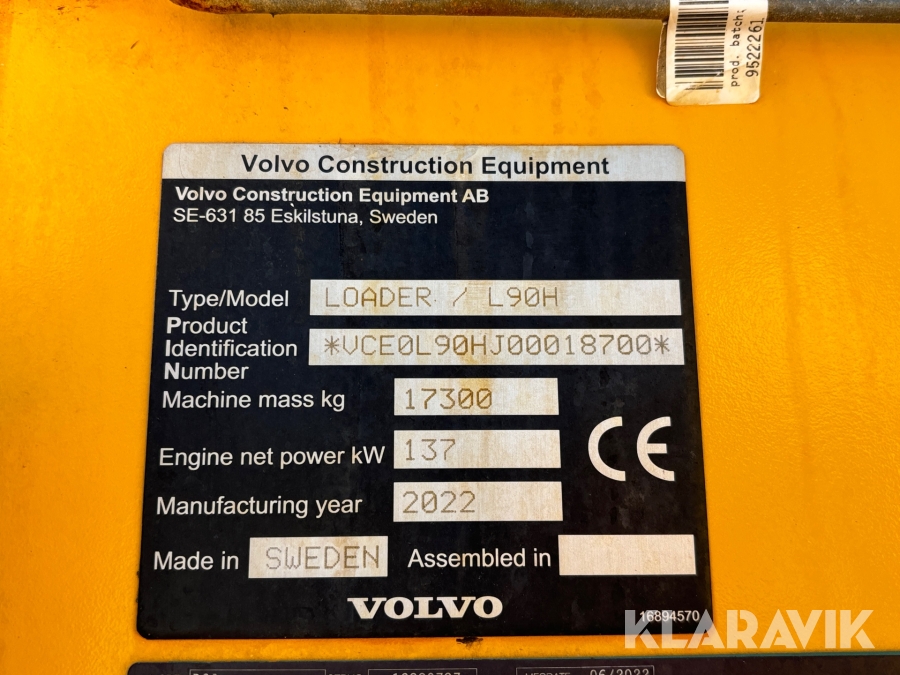 prod. batch:
9522261
Volvo Construction Equipment
Volvo Construction Equipment AB
SE-631 85 Eskilstuna, Sweden
Type/Model LOADER / L90H
Product
Identification *VCE0L90HJ00018700*
Number
Machine mass kg 17300
Engine net power kW 137
Manufacturing year 2022
Made in SWEDEN Assembled in
VOLVO
16894570
KLARAVIK